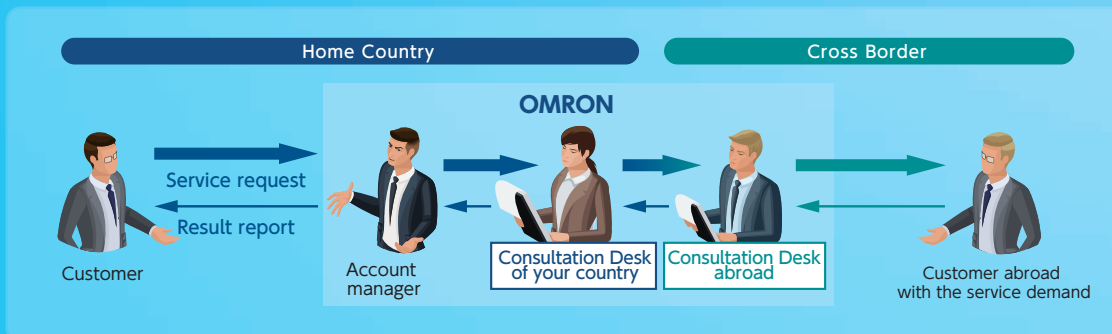 Home Country
Cross Border
OMRON
Service request
Result report
Customer
Account
manager
Consultation Desk
of your country
Consultation Desk
abroad
Customer abroad
with the service demand